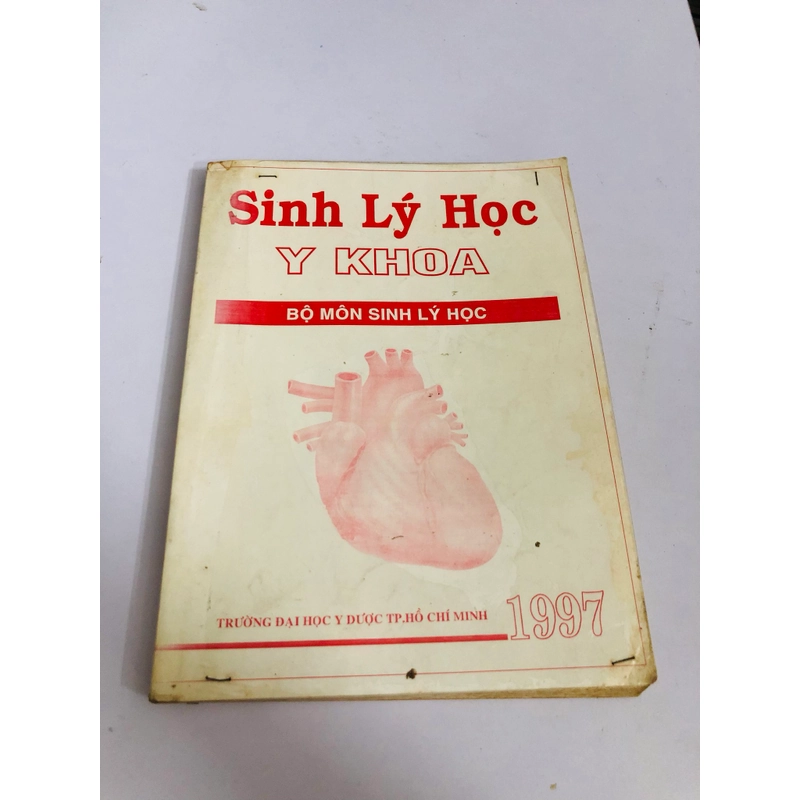 Sinh Lý Học
Y KHOA
BỘ MÔN SINH LÝ HỌC
TRƯỜNG ĐẠI HỌC Y DƯỢC TP.HỒ CHÍ MINH
1997